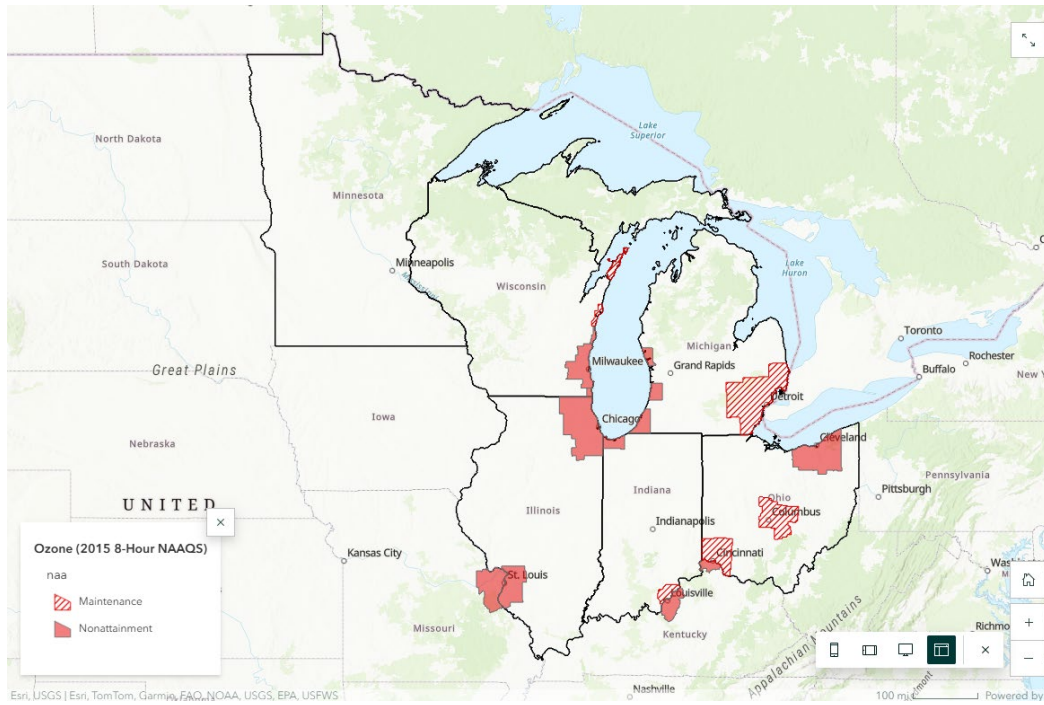 Lake
Superior
North Dakota
Minnesota
Minneapolis
South Dakota
Wisconsin
Lake
Huron
Toronto
Michigan
Milwaukee
Grand Rapids
Rochester
Buffalo
New Y
Great Plains
Detroit
Iowa
Chicago
Cleveland
Nebraska
Pennsylvania
Indiana
Pittsburgh
UNITED
Illinois
Ohio
Columbus
Indianapolis
Kansas City
Cincinnati
Was
St. Louis
Louisville
Missouri
Kentucky
Richmo
Appalachian Mountains
Nashville
Ozone (2015 8-Hour NAAQS)
naa
Maintenance
Nonattainment
+
−
Esri, USGS | Esri, TomTom, Garmin, FAO, NOAA, USGS, EPA, USFWS
100 mi
Powered by